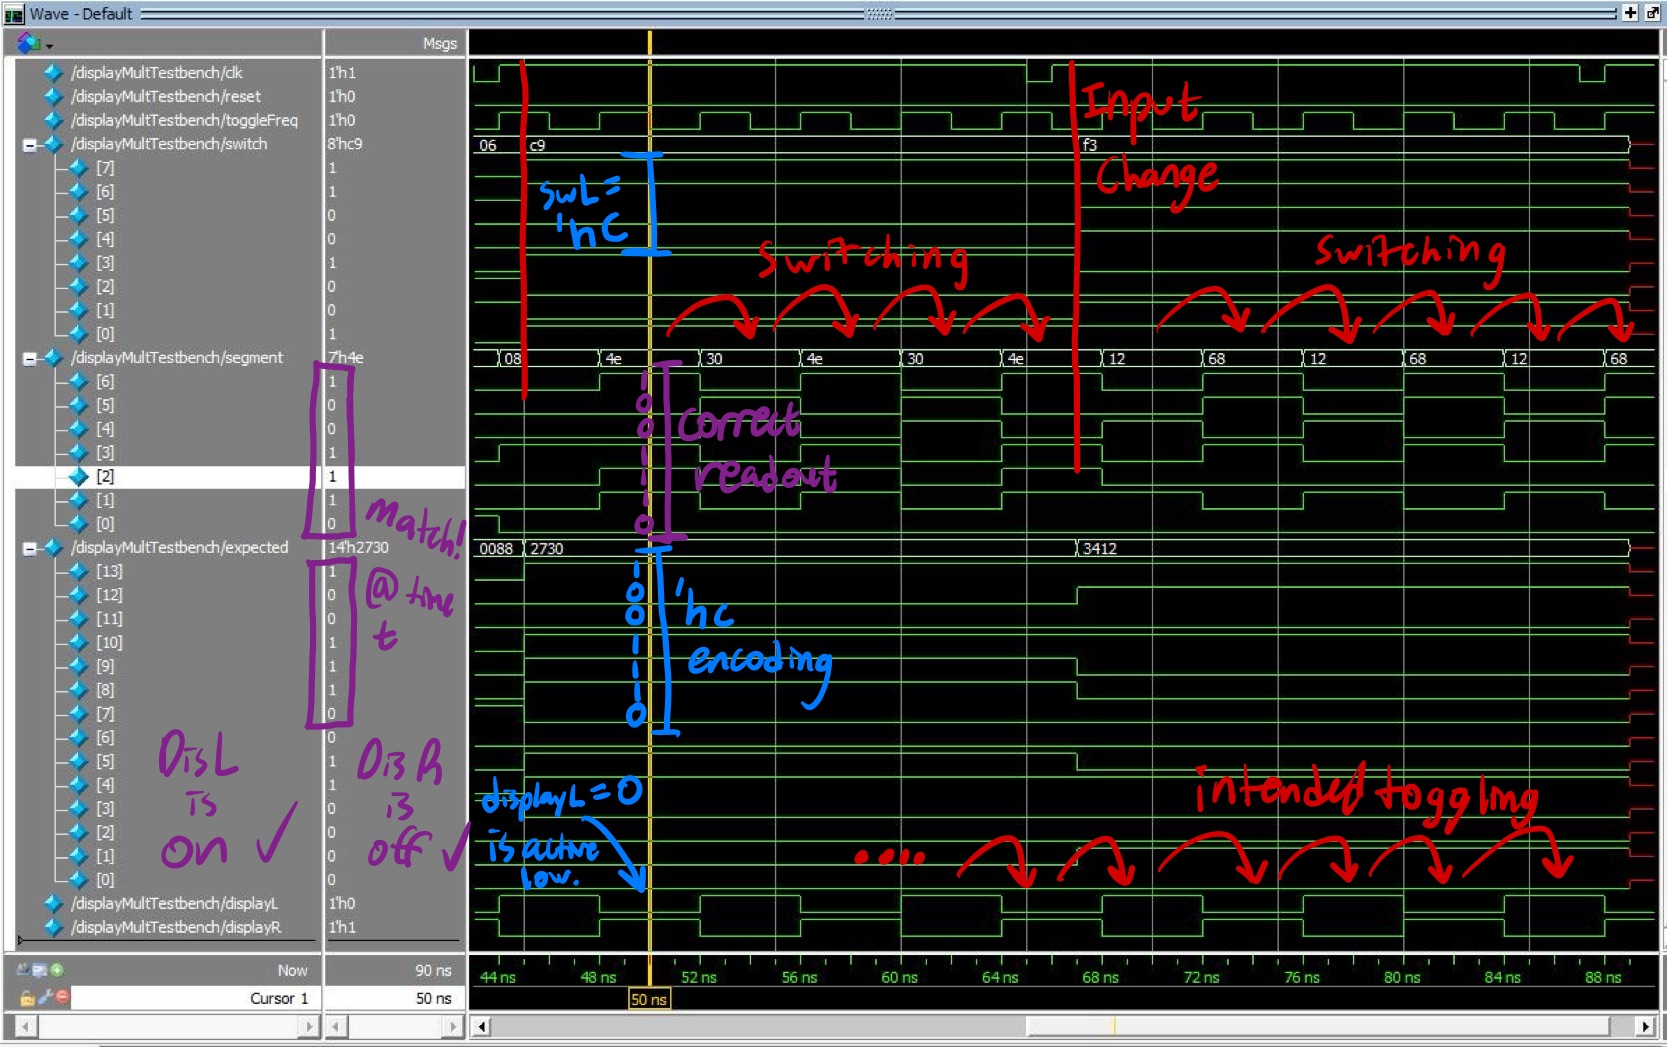 Wave - Default
Msgs
/displayMultTestbench/clk 1'h1
/displayMultTestbench/reset 1'h0
/displayMultTestbench/toggleFreq 1'h0
/displayMultTestbench/switch 8'hc9 06 c9 f3
[7] 1
[6] 1
[5] 0
[4] 0
[3] 1
[2] 0
[1] 0
[0] 1
/displayMultTestbench/segment 7'h4e 08 4e 30 4e 30 4e 12 68 12 68 12 68
[6] 1
[5] 0
[4] 0
[3] 1
[2] 1
[1] 1
[0] 0
/displayMultTestbench/expected 14'h2730 0088 2730 3412
[13] 1
[12] 0
[11] 0
[10] 1
[9] 1
[8] 1
[7] 0
[6] 0
[5] 1
[4] 1
[3] 0
[2] 0
[1] 0
[0] 0
/displayMultTestbench/displayL 1'h0
/displayMultTestbench/displayR 1'h1
Now 90 ns
44 ns 48 ns 52 ns 56 ns 60 ns 64 ns 68 ns 72 ns 76 ns 80 ns 84 ns 88 ns
Cursor 1 50 ns
50 ns
Input
Change
swL=
'hC
Switching
Switching
1
0
0
1
1
1
0
correct
readout
Match!
@ time
t
1
0
0
1
1
1
0
'hc
encoding
DisL
is
on ✓
DisR
is
off ✓
displayL=0
is active
low.
intended toggling